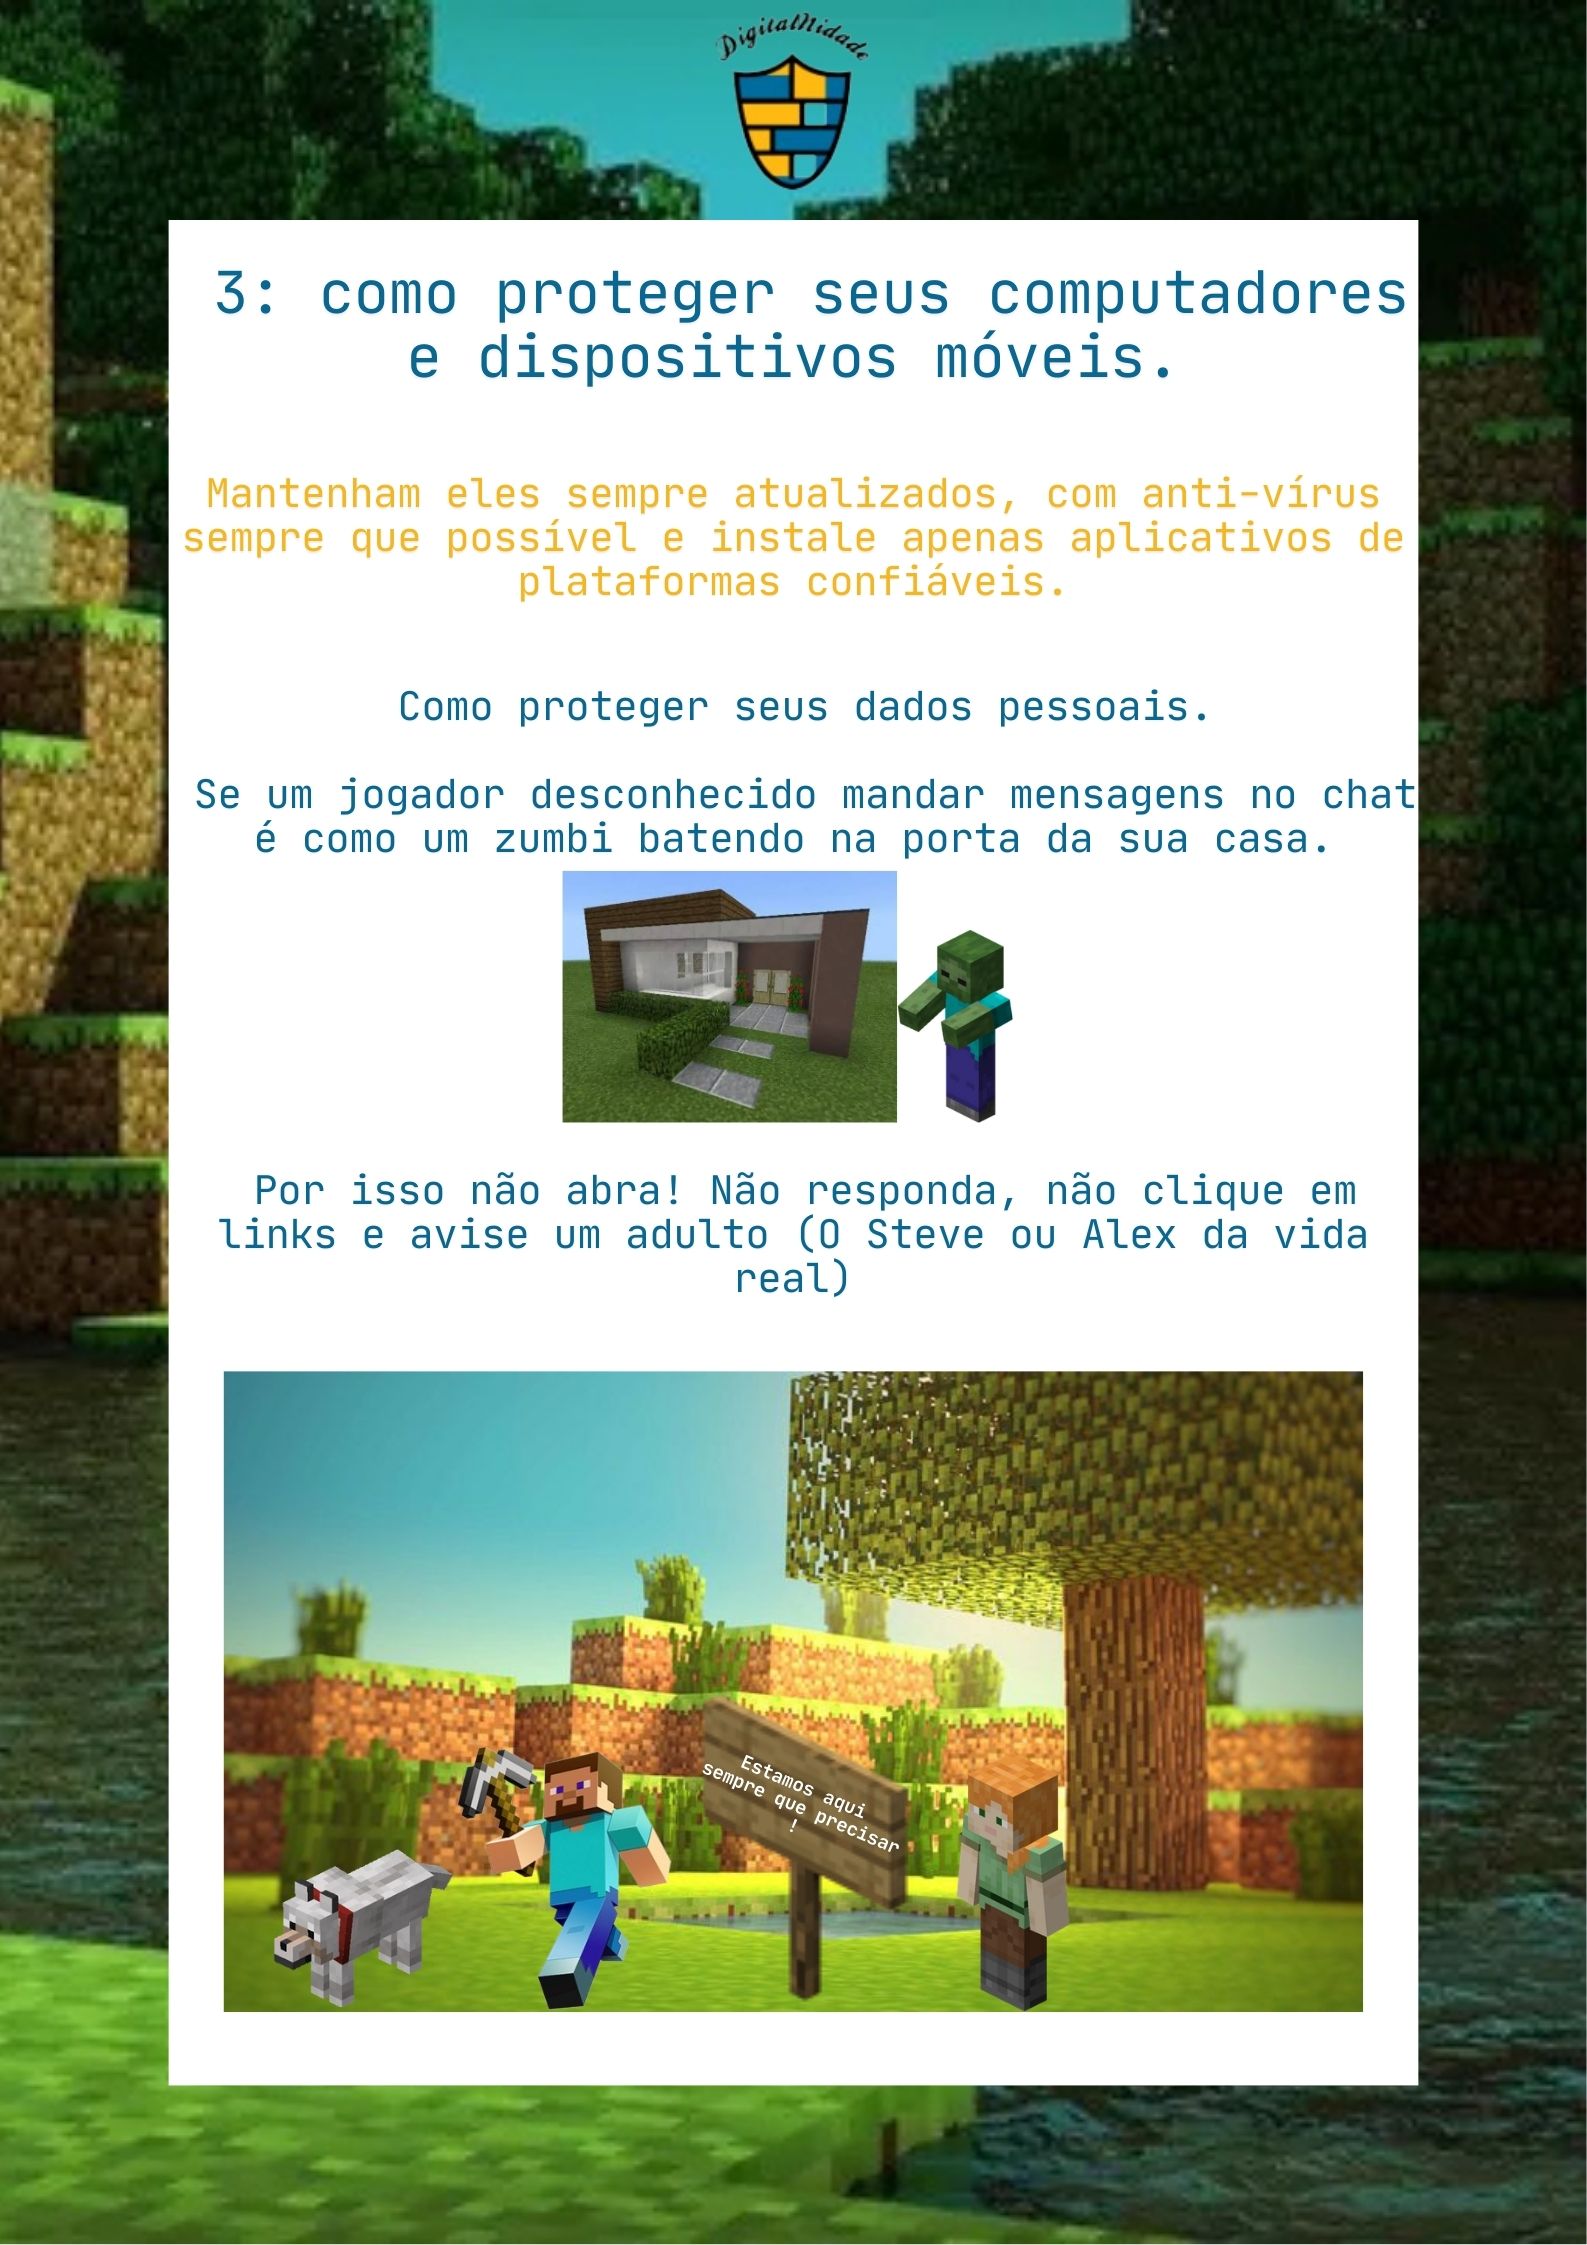 DigitalNidade
3: como proteger seus computadores
e dispositivos móveis.
Mantenham eles sempre atualizados, com anti-vírus
sempre que possível e instale apenas aplicativos de
plataformas confiáveis.
Como proteger seus dados pessoais.
Se um jogador desconhecido mandar mensagens no chat
é como um zumbi batendo na porta da sua casa.
Por isso não abra! Não responda, não clique em
links e avise um adulto (O Steve ou Alex da vida
real)
Estamos aqui
sempre que precisar
!